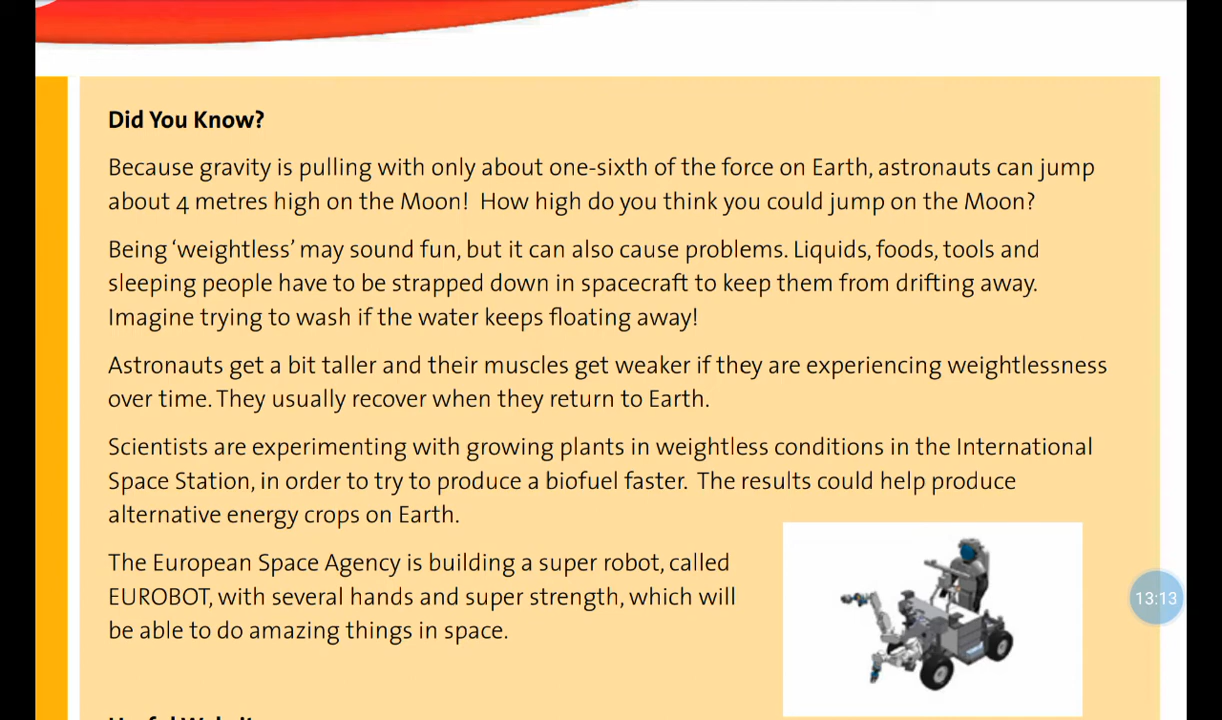 Did You Know?
Because gravity is pulling with only about one-sixth of the force on Earth, astronauts can jump
about 4 metres high on the Moon!  How high do you think you could jump on the Moon?
Being ‘weightless’ may sound fun, but it can also cause problems. Liquids, foods, tools and
sleeping people have to be strapped down in spacecraft to keep them from drifting away.
Imagine trying to wash if the water keeps floating away!
Astronauts get a bit taller and their muscles get weaker if they are experiencing weightlessness
over time. They usually recover when they return to Earth.
Scientists are experimenting with growing plants in weightless conditions in the International
Space Station, in order to try to produce a biofuel faster.  The results could help produce
alternative energy crops on Earth.
The European Space Agency is building a super robot, called
EUROBOT, with several hands and super strength, which will
be able to do amazing things in space.
13:13